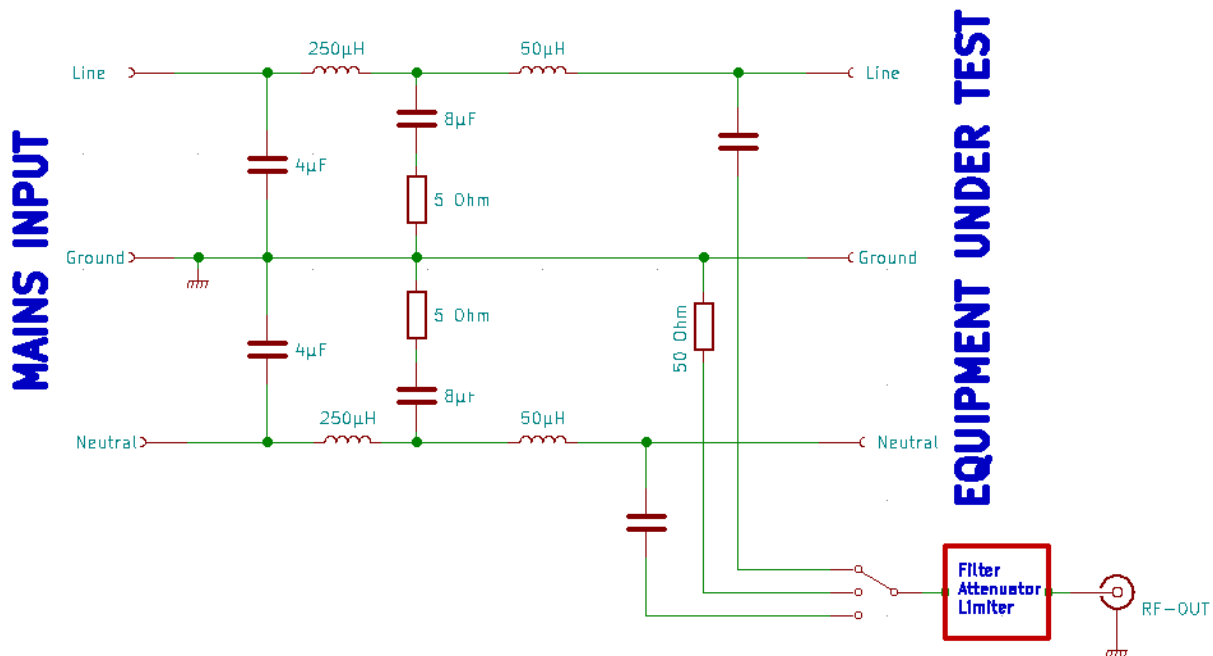 250µH
50µH
Line
Line
8µF
4µF
5 Ohm
MAINS INPUT
Ground
Ground
EQUIPMENT UNDER TEST
5 Ohm
50 Ohm
4µF
8µF
250µH
50µH
Neutral
Neutral
Filter
Attenuator
Limiter
RF-OUT